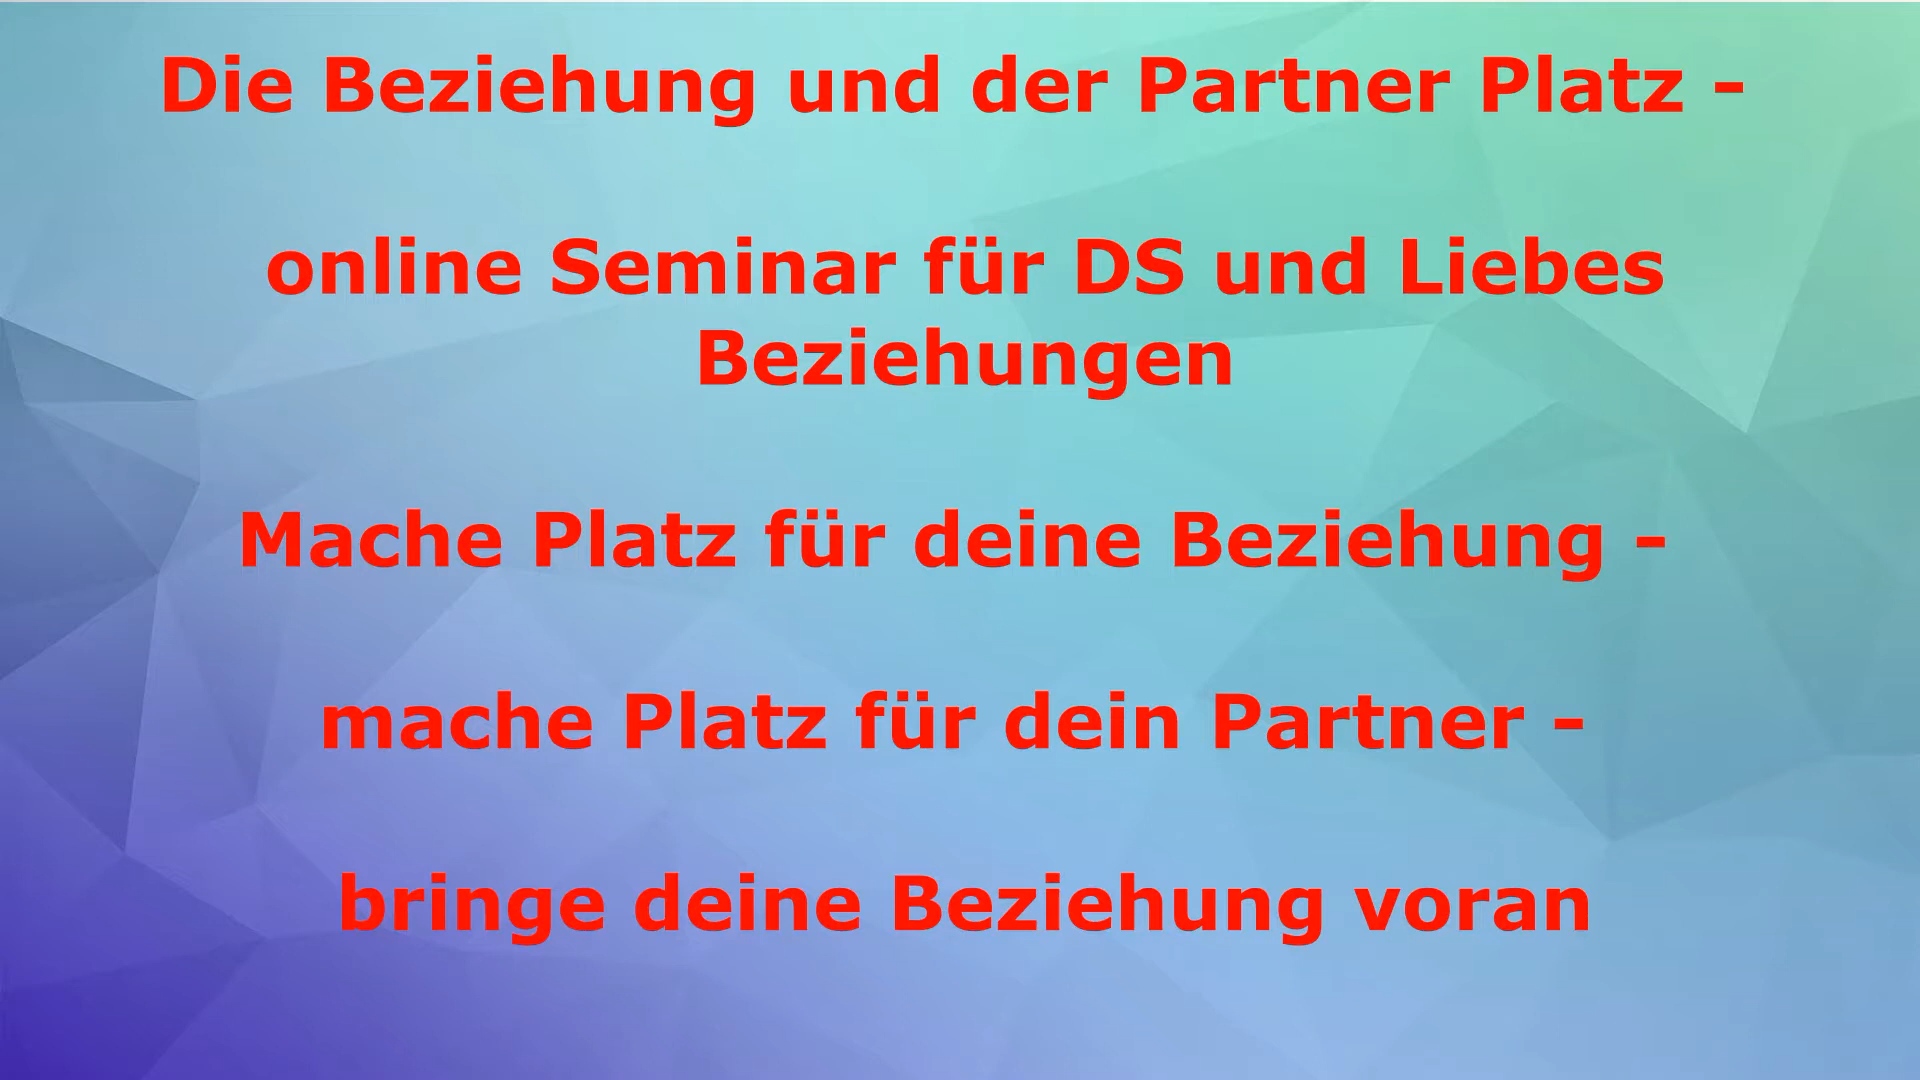 Die Beziehung und der Partner Platz -
online Seminar für DS und Liebes
Beziehungen
Mache Platz für deine Beziehung -
mache Platz für dein Partner -
bringe deine Beziehung voran